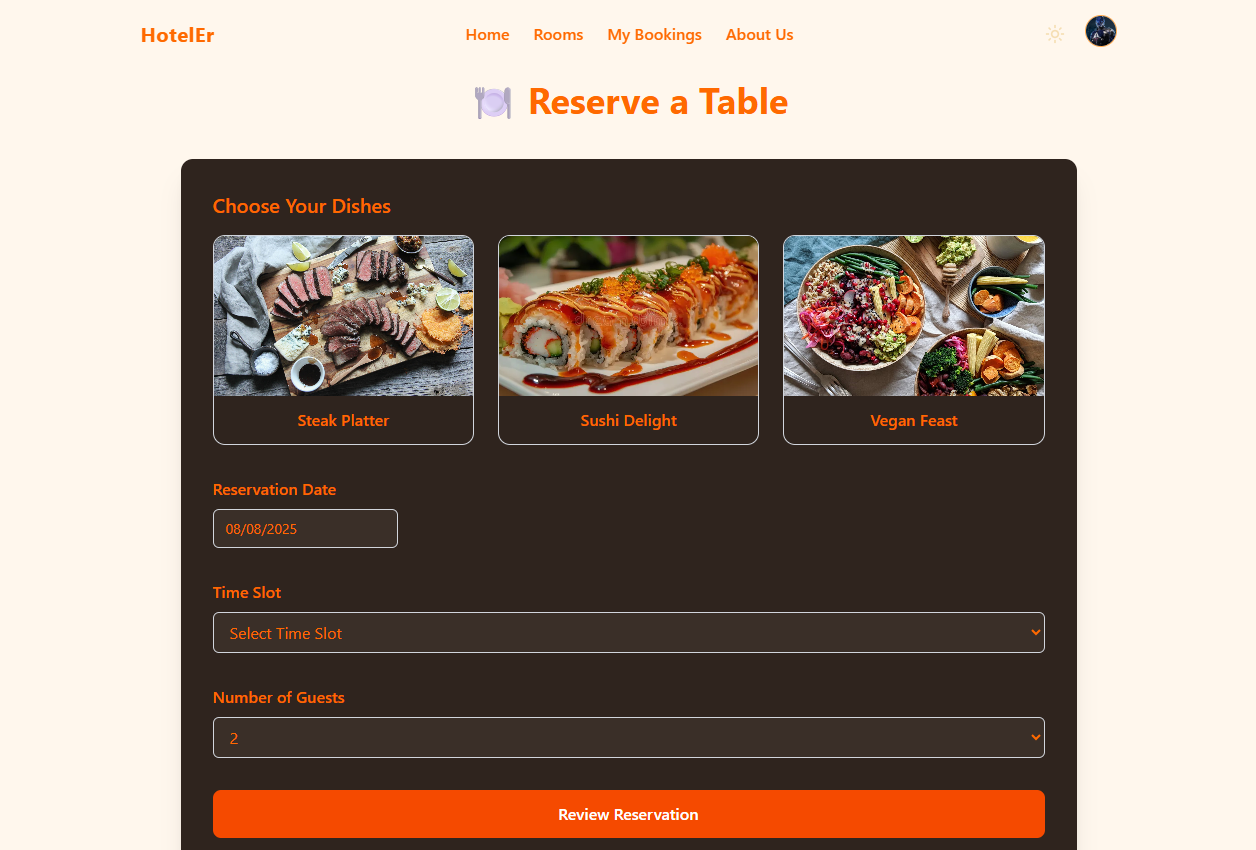 HotelEr
Home Rooms My Bookings About Us
Reserve a Table
Choose Your Dishes
Steak Platter Sushi Delight Vegan Feast
Reservation Date
08/08/2025
Time Slot
Select Time Slot
Number of Guests
2
Review Reservation